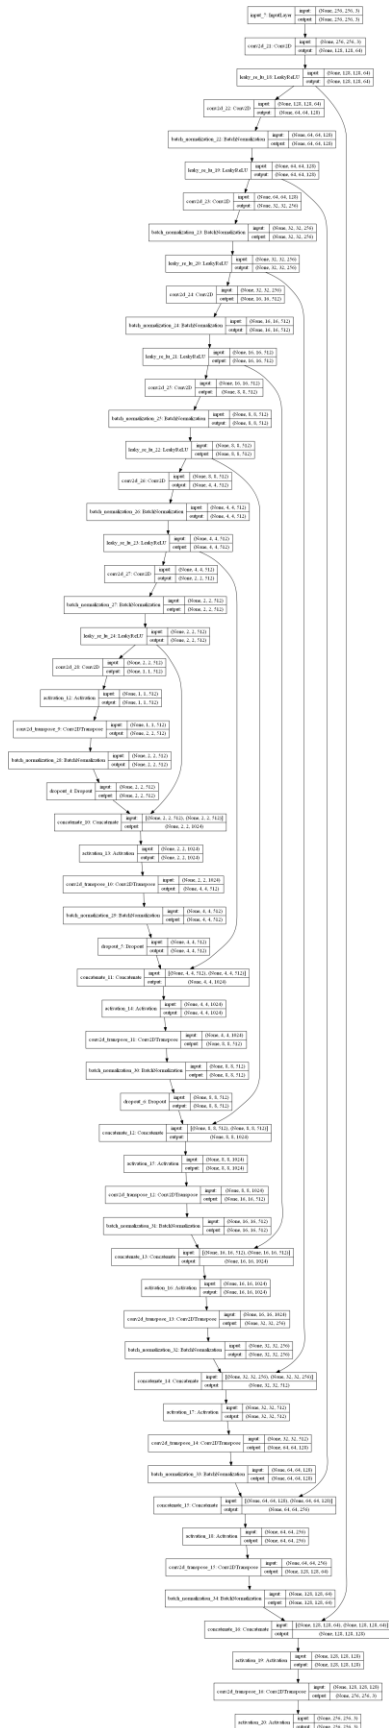 input_5: InputLayer
input: (None, 256, 256, 3)
output: (None, 256, 256, 3)
conv2d_21: Conv2D
input: (None, 256, 256, 3)
output: (None, 128, 128, 64)
leaky_re_lu_18: LeakyReLU
input: (None, 128, 128, 64)
output: (None, 128, 128, 64)
conv2d_22: Conv2D
input: (None, 128, 128, 64)
output: (None, 64, 64, 128)
batch_normalization_22: BatchNormalization
input: (None, 64, 64, 128)
output: (None, 64, 64, 128)
leaky_re_lu_19: LeakyReLU
input: (None, 64, 64, 128)
output: (None, 64, 64, 128)
conv2d_23: Conv2D
input: (None, 64, 64, 128)
output: (None, 32, 32, 256)
batch_normalization_23: BatchNormalization
input: (None, 32, 32, 256)
output: (None, 32, 32, 256)
leaky_re_lu_20: LeakyReLU
input: (None, 32, 32, 256)
output: (None, 32, 32, 256)
conv2d_24: Conv2D
input: (None, 32, 32, 256)
output: (None, 16, 16, 512)
batch_normalization_24: BatchNormalization
input: (None, 16, 16, 512)
output: (None, 16, 16, 512)
leaky_re_lu_21: LeakyReLU
input: (None, 16, 16, 512)
output: (None, 16, 16, 512)
conv2d_25: Conv2D
input: (None, 16, 16, 512)
output: (None, 8, 8, 512)
batch_normalization_25: BatchNormalization
input: (None, 8, 8, 512)
output: (None, 8, 8, 512)
leaky_re_lu_22: LeakyReLU
input: (None, 8, 8, 512)
output: (None, 8, 8, 512)
conv2d_26: Conv2D
input: (None, 8, 8, 512)
output: (None, 4, 4, 512)
batch_normalization_26: BatchNormalization
input: (None, 4, 4, 512)
output: (None, 4, 4, 512)
leaky_re_lu_23: LeakyReLU
input: (None, 4, 4, 512)
output: (None, 4, 4, 512)
conv2d_27: Conv2D
input: (None, 4, 4, 512)
output: (None, 2, 2, 512)
batch_normalization_27: BatchNormalization
input: (None, 2, 2, 512)
output: (None, 2, 2, 512)
leaky_re_lu_24: LeakyReLU
input: (None, 2, 2, 512)
output: (None, 2, 2, 512)
conv2d_28: Conv2D
input: (None, 2, 2, 512)
output: (None, 1, 1, 512)
activation_12: Activation
input: (None, 1, 1, 512)
output: (None, 1, 1, 512)
conv2d_transpose_9: Conv2DTranspose
input: (None, 1, 1, 512)
output: (None, 2, 2, 512)
batch_normalization_28: BatchNormalization
input: (None, 2, 2, 512)
output: (None, 2, 2, 512)
dropout_4: Dropout
input: (None, 2, 2, 512)
output: (None, 2, 2, 512)
concatenate_10: Concatenate
input: [(None, 2, 2, 512), (None, 2, 2, 512)]
output: (None, 2, 2, 1024)
activation_13: Activation
input: (None, 2, 2, 1024)
output: (None, 2, 2, 1024)
conv2d_transpose_10: Conv2DTranspose
input: (None, 2, 2, 1024)
output: (None, 4, 4, 512)
batch_normalization_29: BatchNormalization
input: (None, 4, 4, 512)
output: (None, 4, 4, 512)
dropout_5: Dropout
input: (None, 4, 4, 512)
output: (None, 4, 4, 512)
concatenate_11: Concatenate
input: [(None, 4, 4, 512), (None, 4, 4, 512)]
output: (None, 4, 4, 1024)
activation_14: Activation
input: (None, 4, 4, 1024)
output: (None, 4, 4, 1024)
conv2d_transpose_11: Conv2DTranspose
input: (None, 4, 4, 1024)
output: (None, 8, 8, 512)
batch_normalization_30: BatchNormalization
input: (None, 8, 8, 512)
output: (None, 8, 8, 512)
dropout_6: Dropout
input: (None, 8, 8, 512)
output: (None, 8, 8, 512)
concatenate_12: Concatenate
input: [(None, 8, 8, 512), (None, 8, 8, 512)]
output: (None, 8, 8, 1024)
activation_15: Activation
input: (None, 8, 8, 1024)
output: (None, 8, 8, 1024)
conv2d_transpose_12: Conv2DTranspose
input: (None, 8, 8, 1024)
output: (None, 16, 16, 512)
batch_normalization_31: BatchNormalization
input: (None, 16, 16, 512)
output: (None, 16, 16, 512)
concatenate_13: Concatenate
input: [(None, 16, 16, 512), (None, 16, 16, 512)]
output: (None, 16, 16, 1024)
activation_16: Activation
input: (None, 16, 16, 1024)
output: (None, 16, 16, 1024)
conv2d_transpose_13: Conv2DTranspose
input: (None, 16, 16, 1024)
output: (None, 32, 32, 256)
batch_normalization_32: BatchNormalization
input: (None, 32, 32, 256)
output: (None, 32, 32, 256)
concatenate_14: Concatenate
input: [(None, 32, 32, 256), (None, 32, 32, 256)]
output: (None, 32, 32, 512)
activation_17: Activation
input: (None, 32, 32, 512)
output: (None, 32, 32, 512)
conv2d_transpose_14: Conv2DTranspose
input: (None, 32, 32, 512)
output: (None, 64, 64, 128)
batch_normalization_33: BatchNormalization
input: (None, 64, 64, 128)
output: (None, 64, 64, 128)
concatenate_15: Concatenate
input: [(None, 64, 64, 128), (None, 64, 64, 128)]
output: (None, 64, 64, 256)
activation_18: Activation
input: (None, 64, 64, 256)
output: (None, 64, 64, 256)
conv2d_transpose_15: Conv2DTranspose
input: (None, 64, 64, 256)
output: (None, 128, 128, 64)
batch_normalization_34: BatchNormalization
input: (None, 128, 128, 64)
output: (None, 128, 128, 64)
concatenate_16: Concatenate
input: [(None, 128, 128, 64), (None, 128, 128, 64)]
output: (None, 128, 128, 128)
activation_19: Activation
input: (None, 128, 128, 128)
output: (None, 128, 128, 128)
conv2d_transpose_16: Conv2DTranspose
input: (None, 128, 128, 128)
output: (None, 256, 256, 3)
activation_20: Activation
input: (None, 256, 256, 3)
output: (None, 256, 256, 3)